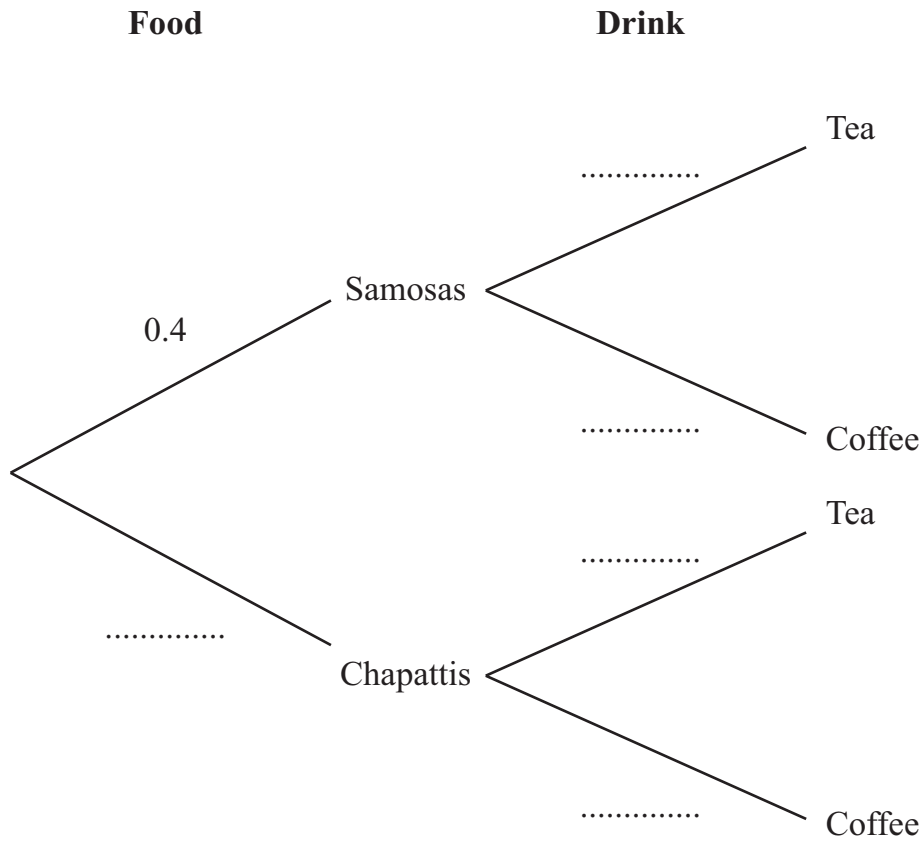 Food Drink
Tea
..............
Samosas
0.4
..............
Coffee
Tea
..............
..............
Chapattis
..............
Coffee